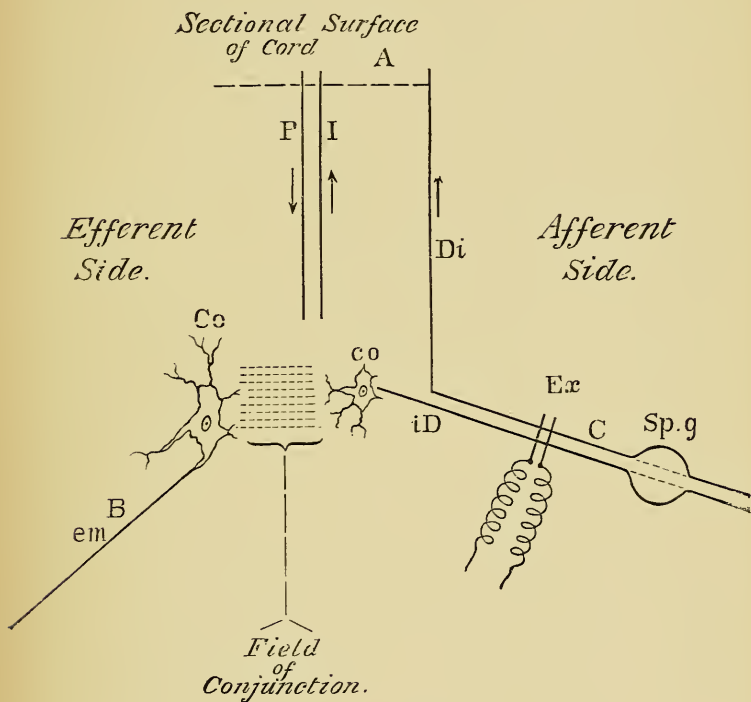 Sectional Surface
of Cord
A
P I
Efferent
Side.
Di
Afferent
Side.
Co
co
Ex
iD
C
Sp.g
B
em
Field
of
Conjunction.